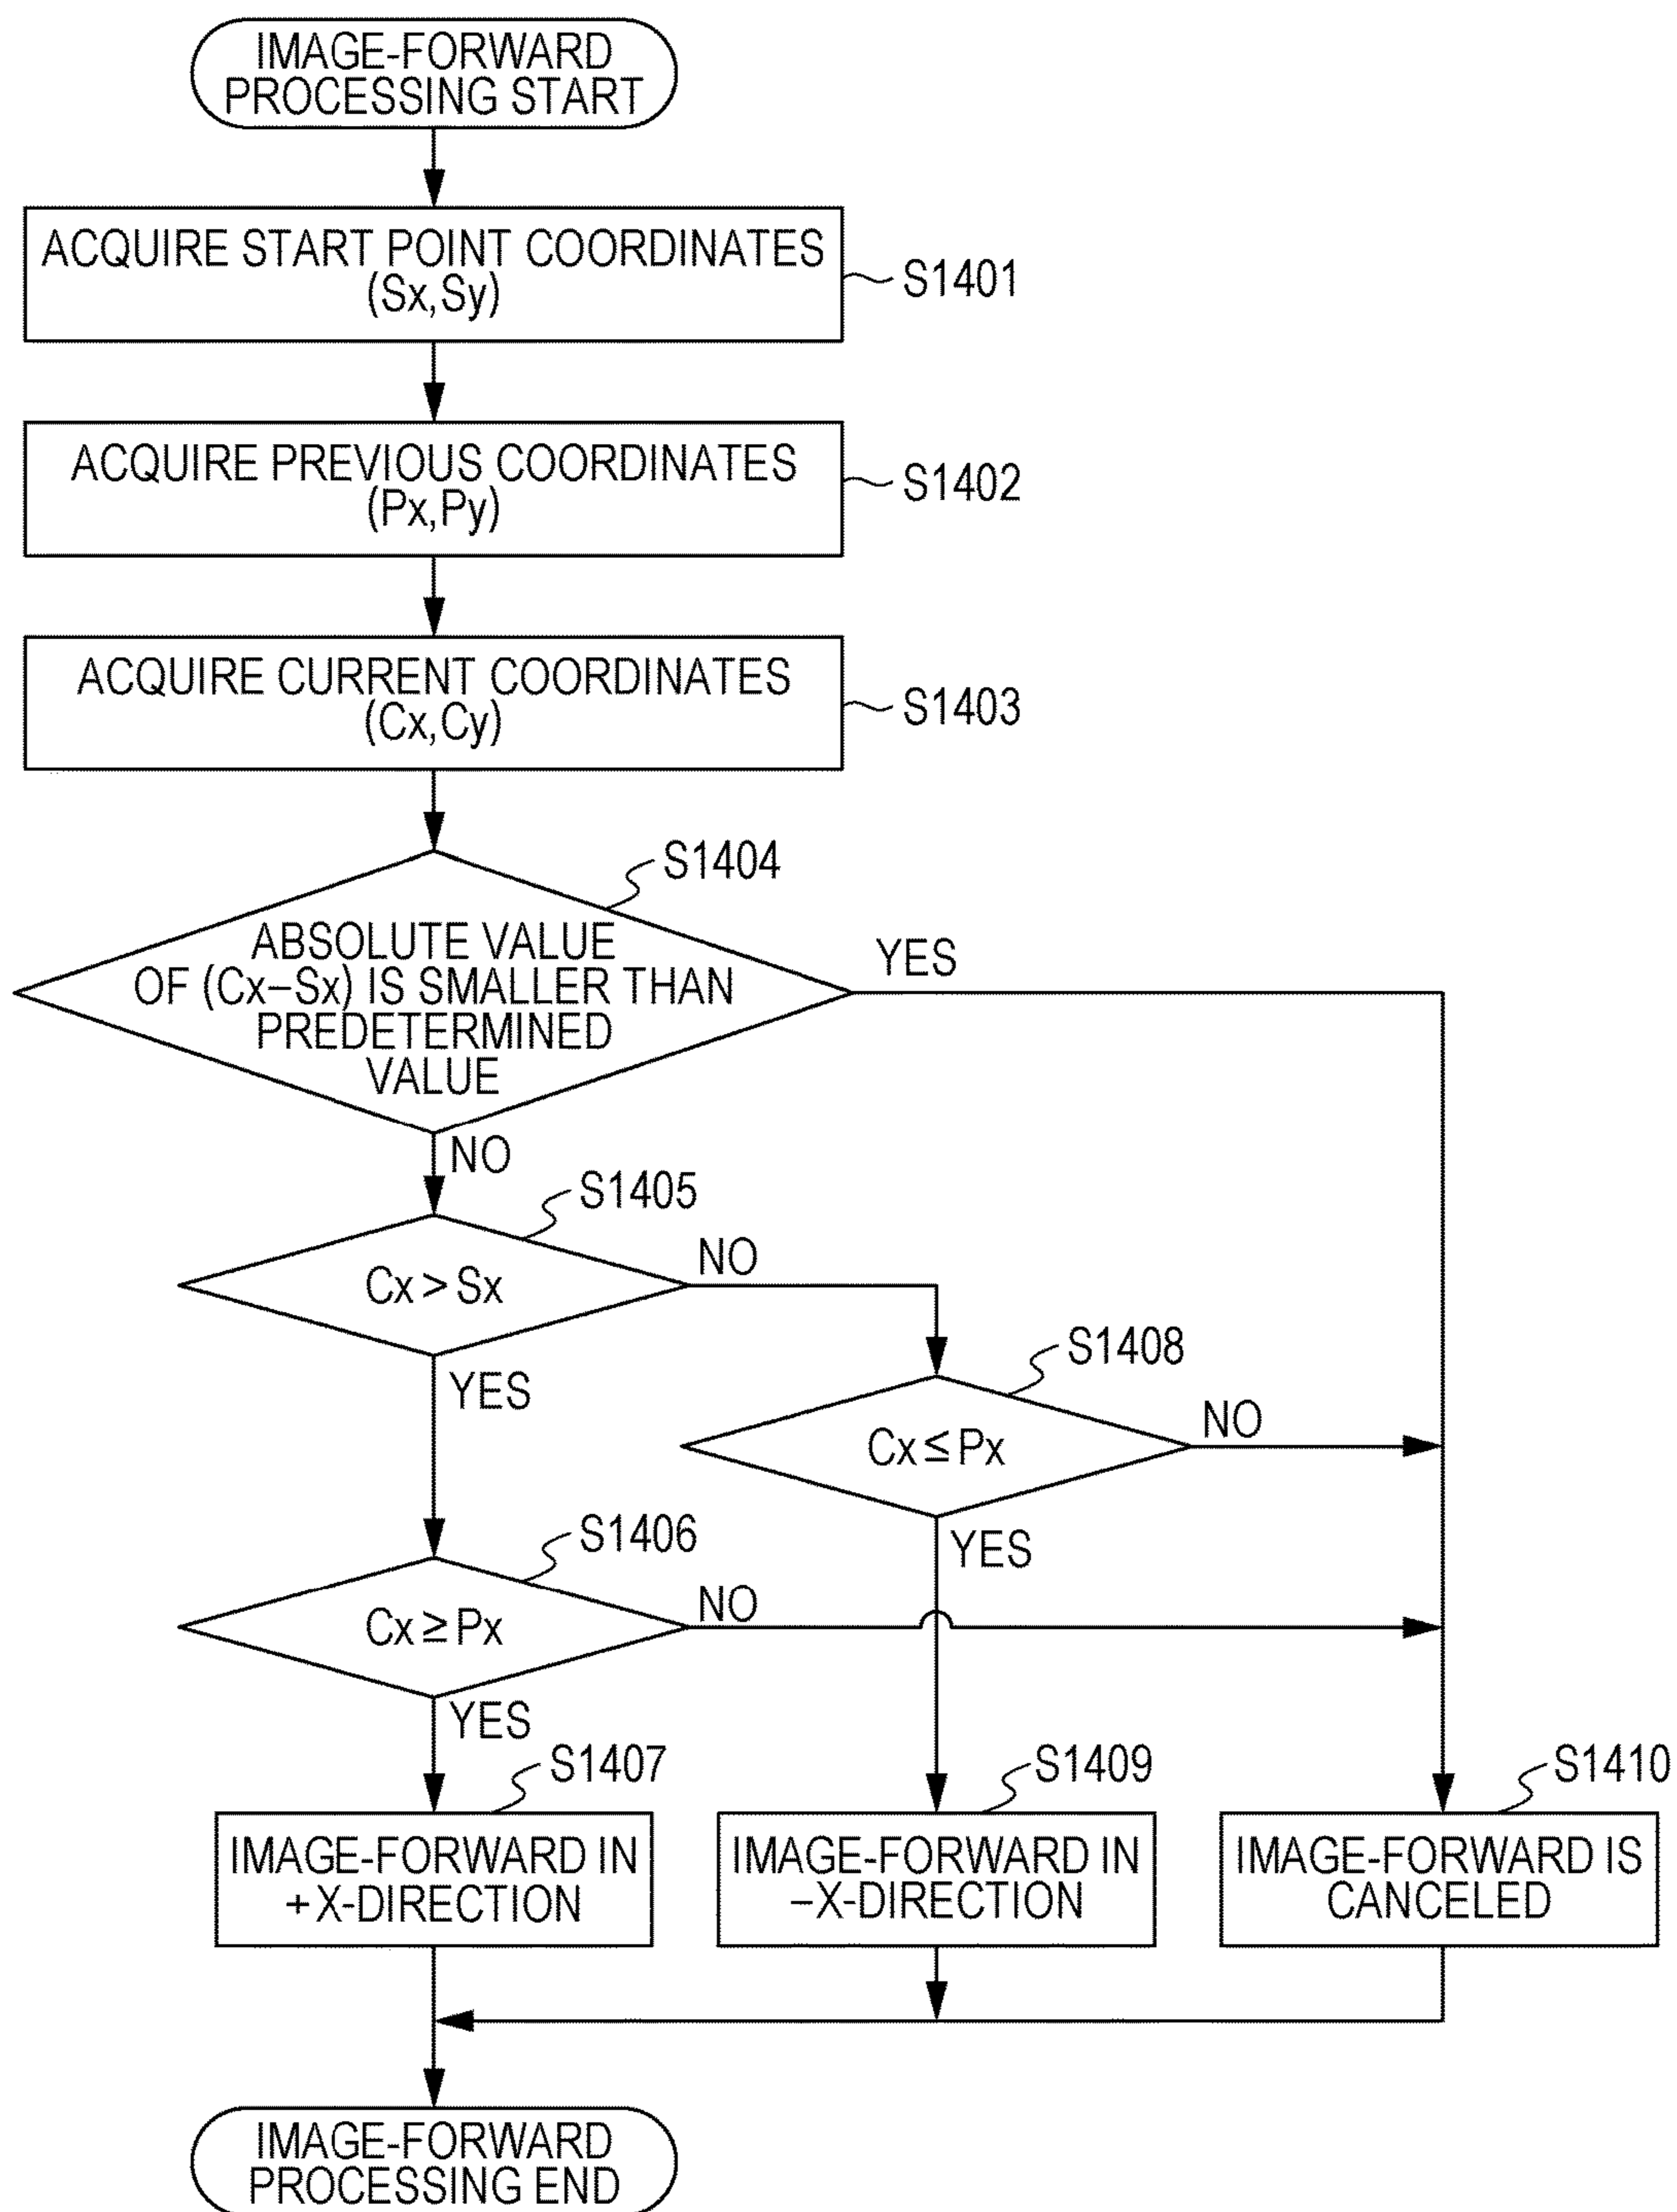 IMAGE-FORWARD
PROCESSING START
ACQUIRE START POINT COORDINATES
(Sx,Sy)
S1401
ACQUIRE PREVIOUS COORDINATES
(Px,Py)
S1402
ACQUIRE CURRENT COORDINATES
(Cx,Cy)
S1403
S1404
ABSOLUTE VALUE
OF (Cx–Sx) IS SMALLER THAN
PREDETERMINED
VALUE
YES
NO
S1405
Cx > Sx
NO
YES
S1408
Cx ≤ Px
NO
YES
S1406
Cx ≥ Px
NO
YES
S1407
IMAGE-FORWARD IN
+X-DIRECTION
S1409
IMAGE-FORWARD IN
–X-DIRECTION
S1410
IMAGE-FORWARD IS
CANCELED
IMAGE-FORWARD
PROCESSING END